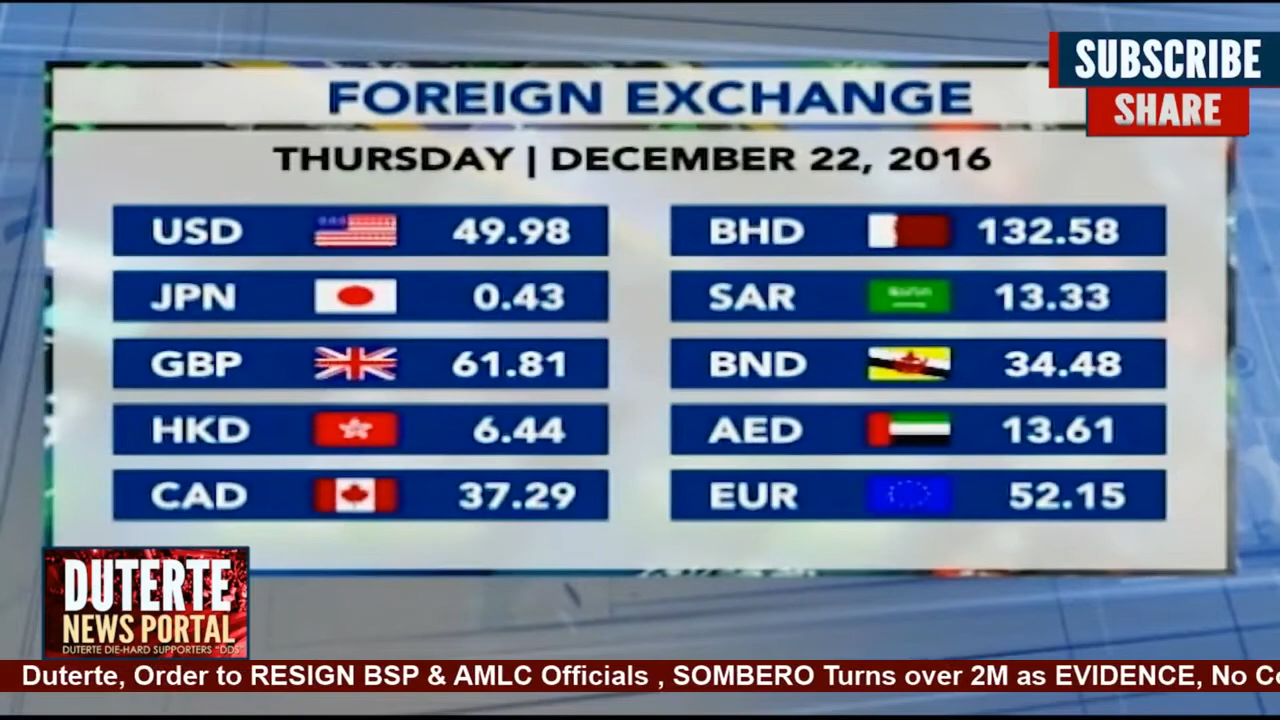 SUBSCRIBE
SHARE
FOREIGN EXCHANGE
THURSDAY | DECEMBER 22, 2016
USD 49.98
JPN 0.43
GBP 61.81
HKD 6.44
CAD 37.29
BHD 132.58
SAR 13.33
BND 34.48
AED 13.61
EUR 52.15
DUTERTE
NEWS PORTAL
DUTERTE DIE-HARD SUPPORTERS "DDS"
Duterte, Order to RESIGN BSP & AMLC Officials , SOMBERO Turns over 2M as EVIDENCE, No